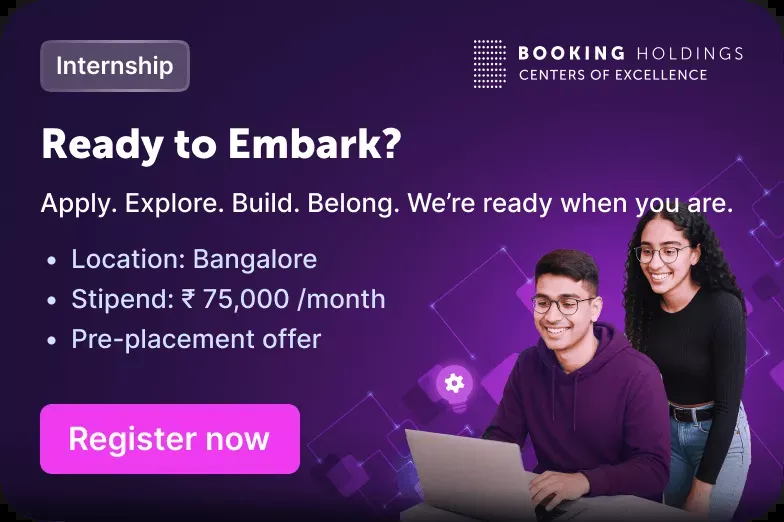 Internship
BOOKING HOLDINGS
CENTERS OF EXCELLENCE
Ready to Embark?
Apply. Explore. Build. Belong. We’re ready when you are.
• Location: Bangalore
• Stipend: ₹ 75,000 /month
• Pre-placement offer
Register now